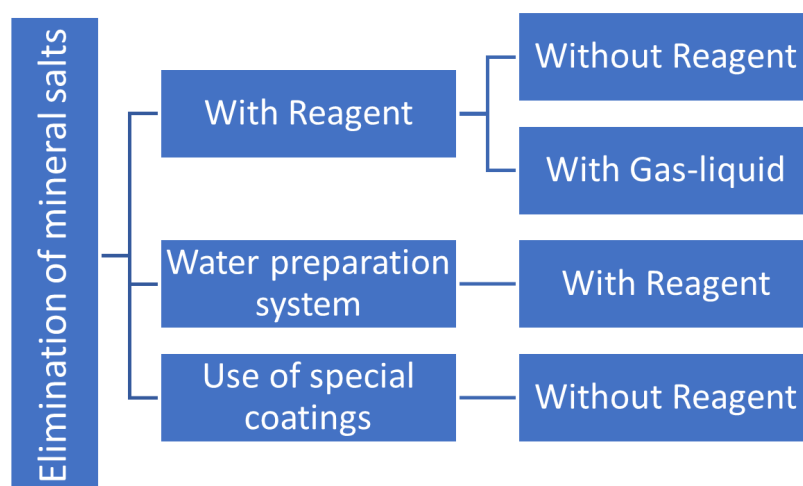 Elimination of mineral salts
With Reagent
Without Reagent
With Gas-liquid
Water preparation
system
With Reagent
Use of special
coatings
Without Reagent